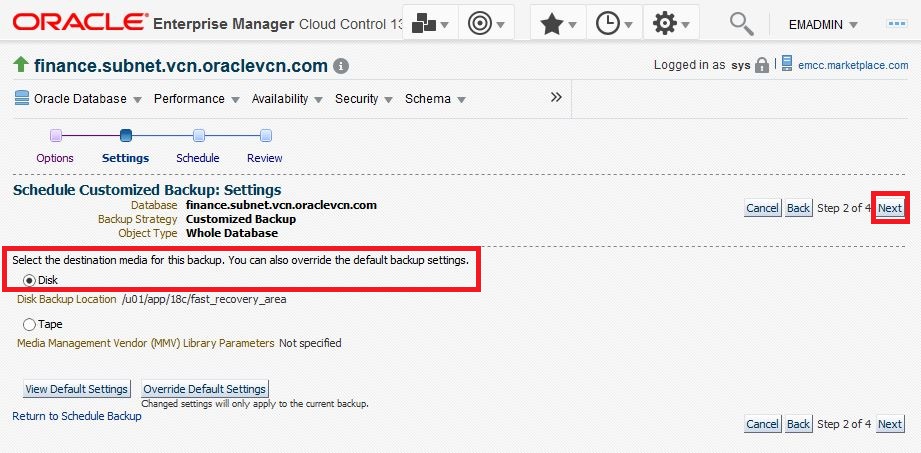 ORACLE Enterprise Manager Cloud Control 13 EMADMIN
finance.subnet.vcn.oraclevcn.com Logged in as sys emcc.marketplace.com
Oracle Database Performance Availability Security Schema »
Options Settings Schedule Review
Schedule Customized Backup: Settings
Database finance.subnet.vcn.oraclevcn.com
Cancel Back Step 2 of 4 Next
Backup Strategy Customized Backup
Object Type Whole Database
Select the destination media for this backup. You can also override the default backup settings.
Disk
Disk Backup Location /u01/app/18c/fast_recovery_area
Tape
Media Management Vendor (MMV) Library Parameters Not specified
View Default Settings Override Default Settings
Changed settings will only apply to the current backup.
Return to Schedule Backup
Cancel Back Step 2 of 4 Next